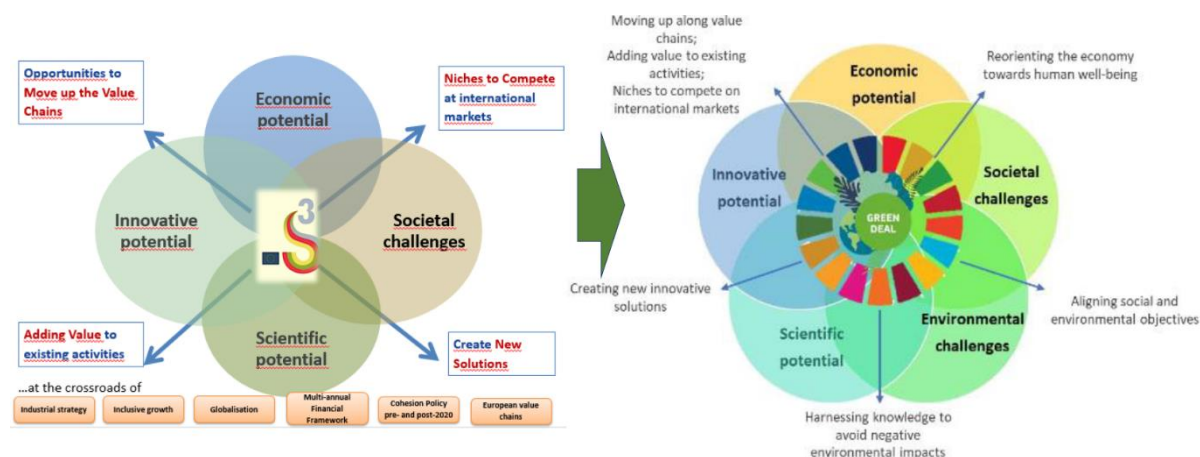 Opportunities to
Move up the Value
Chains
Economic
potential
Niches to Compete
at international
markets
Innovative
potential
S3
Societal
challenges
Adding Value to
existing activities
Scientific
potential
Create New
Solutions
...at the crossroads of
Industrial strategy
Inclusive growth
Globalisation
Multi-annual
Financial
Framework
Cohesion Policy
pre- and post-2020
European value
chains
Moving up along value
chains;
Adding value to existing
activities;
Niches to compete on
international markets
Economic
potential
Reorienting the economy
towards human well-being
Innovative
potential
Societal
challenges
GREEN
DEAL
Creating new innovative
solutions
Aligning social and
environmental objectives
Scientific
potential
Environmental
challenges
Harnessing knowledge to
avoid negative
environmental impacts